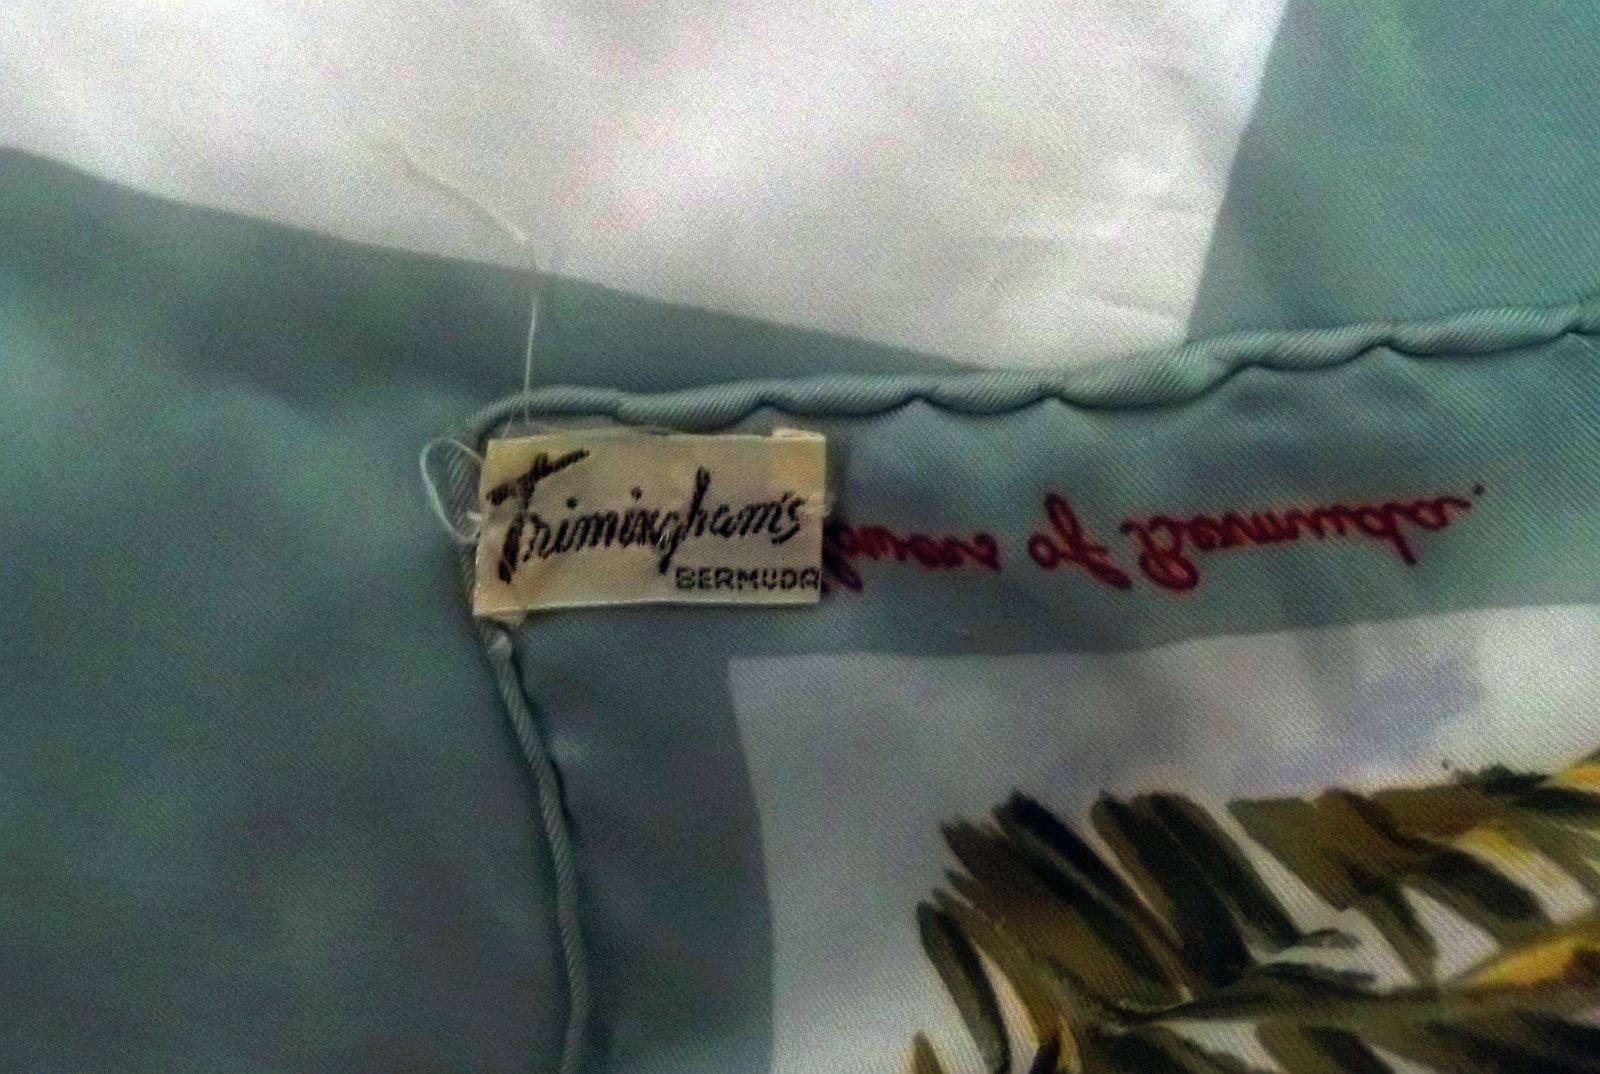 Trimingham's
BERMUDA
of Bermuda.